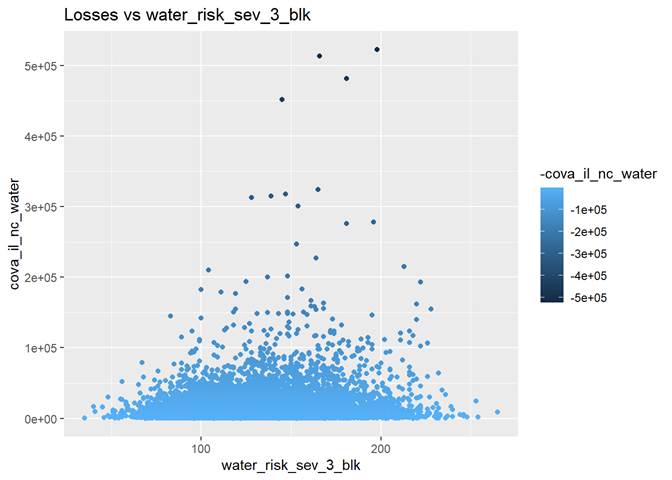 Losses vs water_risk_sev_3_blk
5e+05
4e+05
3e+05
2e+05
1e+05
0e+00
cova_il_nc_water
100 200
water_risk_sev_3_blk
-cova_il_nc_water
-1e+05
-2e+05
-3e+05
-4e+05
-5e+05